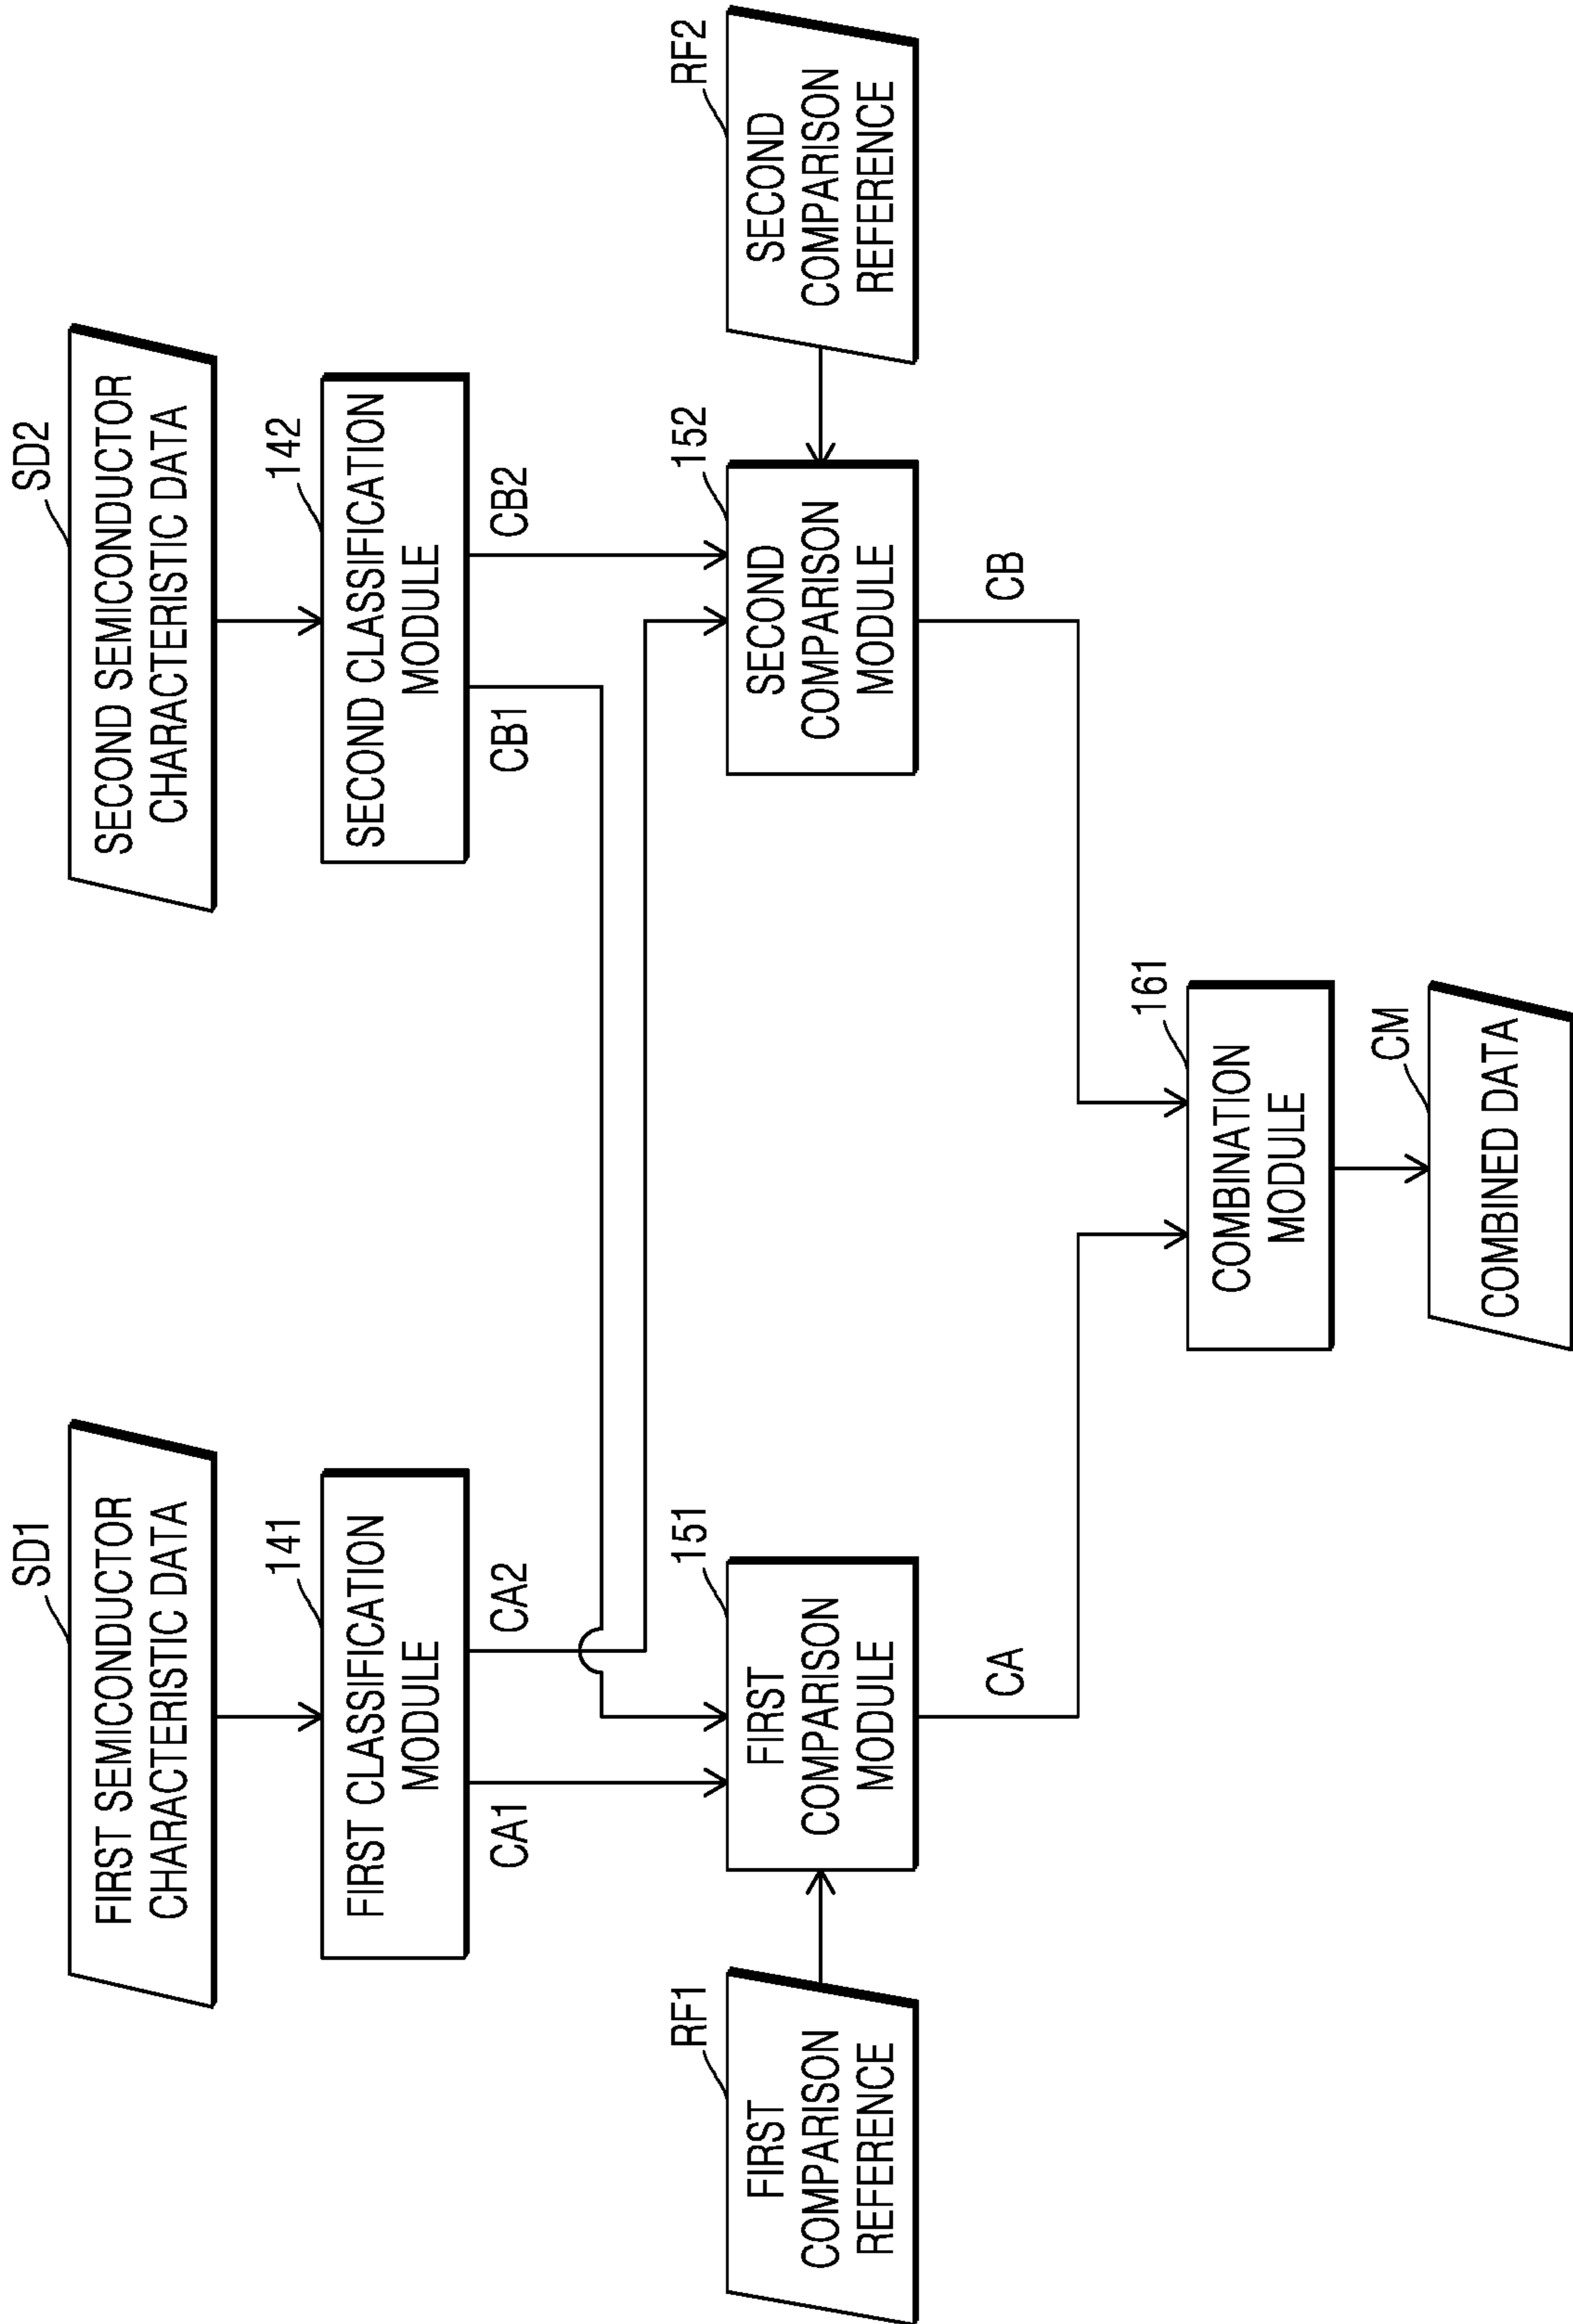 SD1
FIRST SEMICONDUCTOR
CHARACTERISTIC DATA
SD2
SECOND SEMICONDUCTOR
CHARACTERISTIC DATA
141
FIRST CLASSIFICATION
MODULE
142
SECOND CLASSIFICATION
MODULE
CA1
CA2
CB1
CB2
RF1
FIRST
COMPARISON
REFERENCE
151
FIRST
COMPARISON
MODULE
152
SECOND
COMPARISON
MODULE
RF2
SECOND
COMPARISON
REFERENCE
CA
CB
161
COMBINATION
MODULE
CM
COMBINED DATA